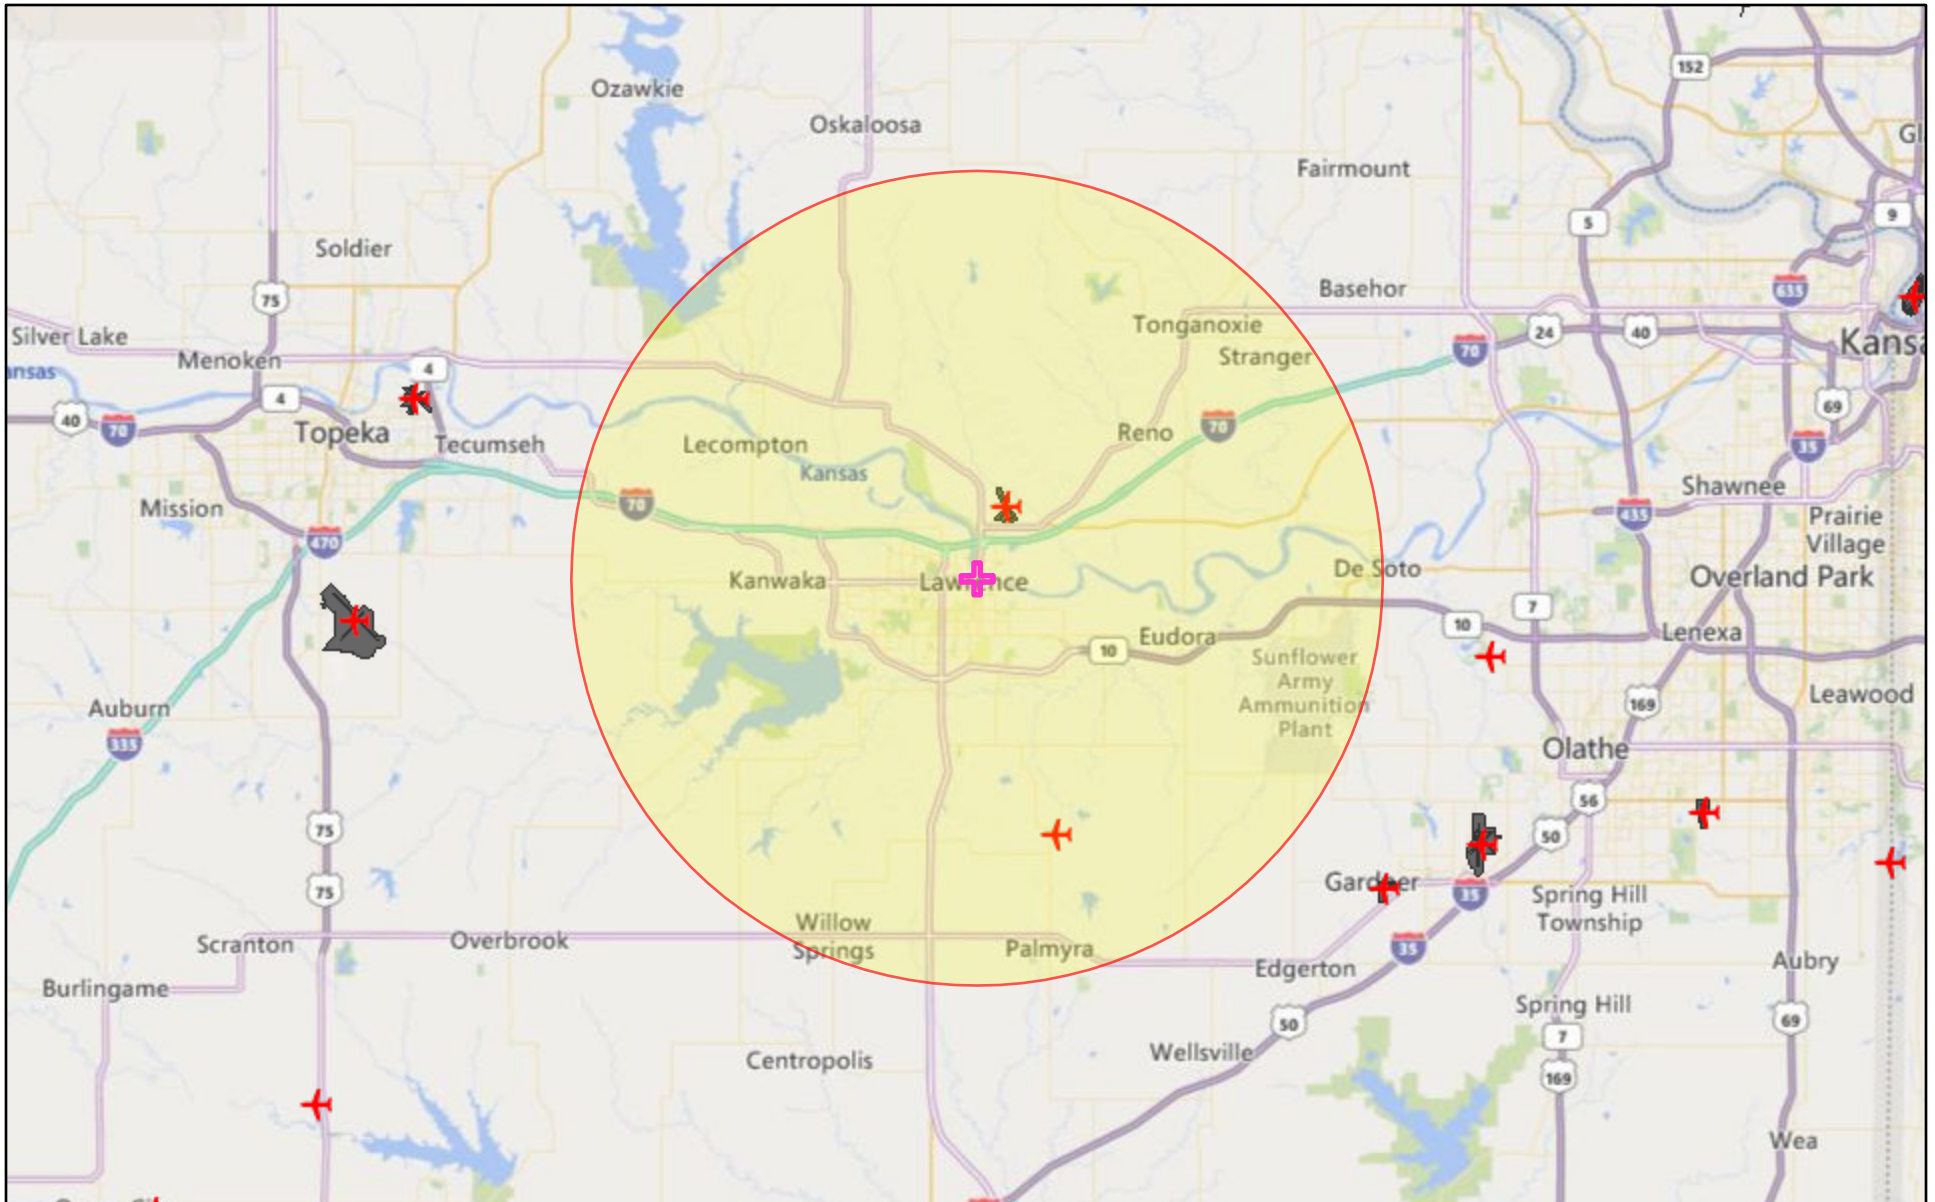 152
Ozawkie
Oskaloosa
Gl
Fairmount
5
9
Soldier
75
Basehor
635
Silver Lake
Tonganoxie
24
40
Kansa
Menoken
4
Stranger
70
ansas
40
70
4
69
Topeka
Tecumseh
Lecompton
Reno
70
35
Kansas
Mission
70
Shawnee
435
Prairie
Village
470
De Soto
Kanwaka
Lawrence
Overland Park
7
10
Eudora
10
Lenexa
Sunflower
Army
Ammunition
Plant
Auburn
335
169
Leawood
Olathe
75
56
50
75
Gardner
35
Spring Hill
Township
Willow
Springs
Scranton
Overbrook
Palmyra
35
Edgerton
Aubry
Burlingame
Spring Hill
50
7
69
Centropolis
Wellsville
169
Wea